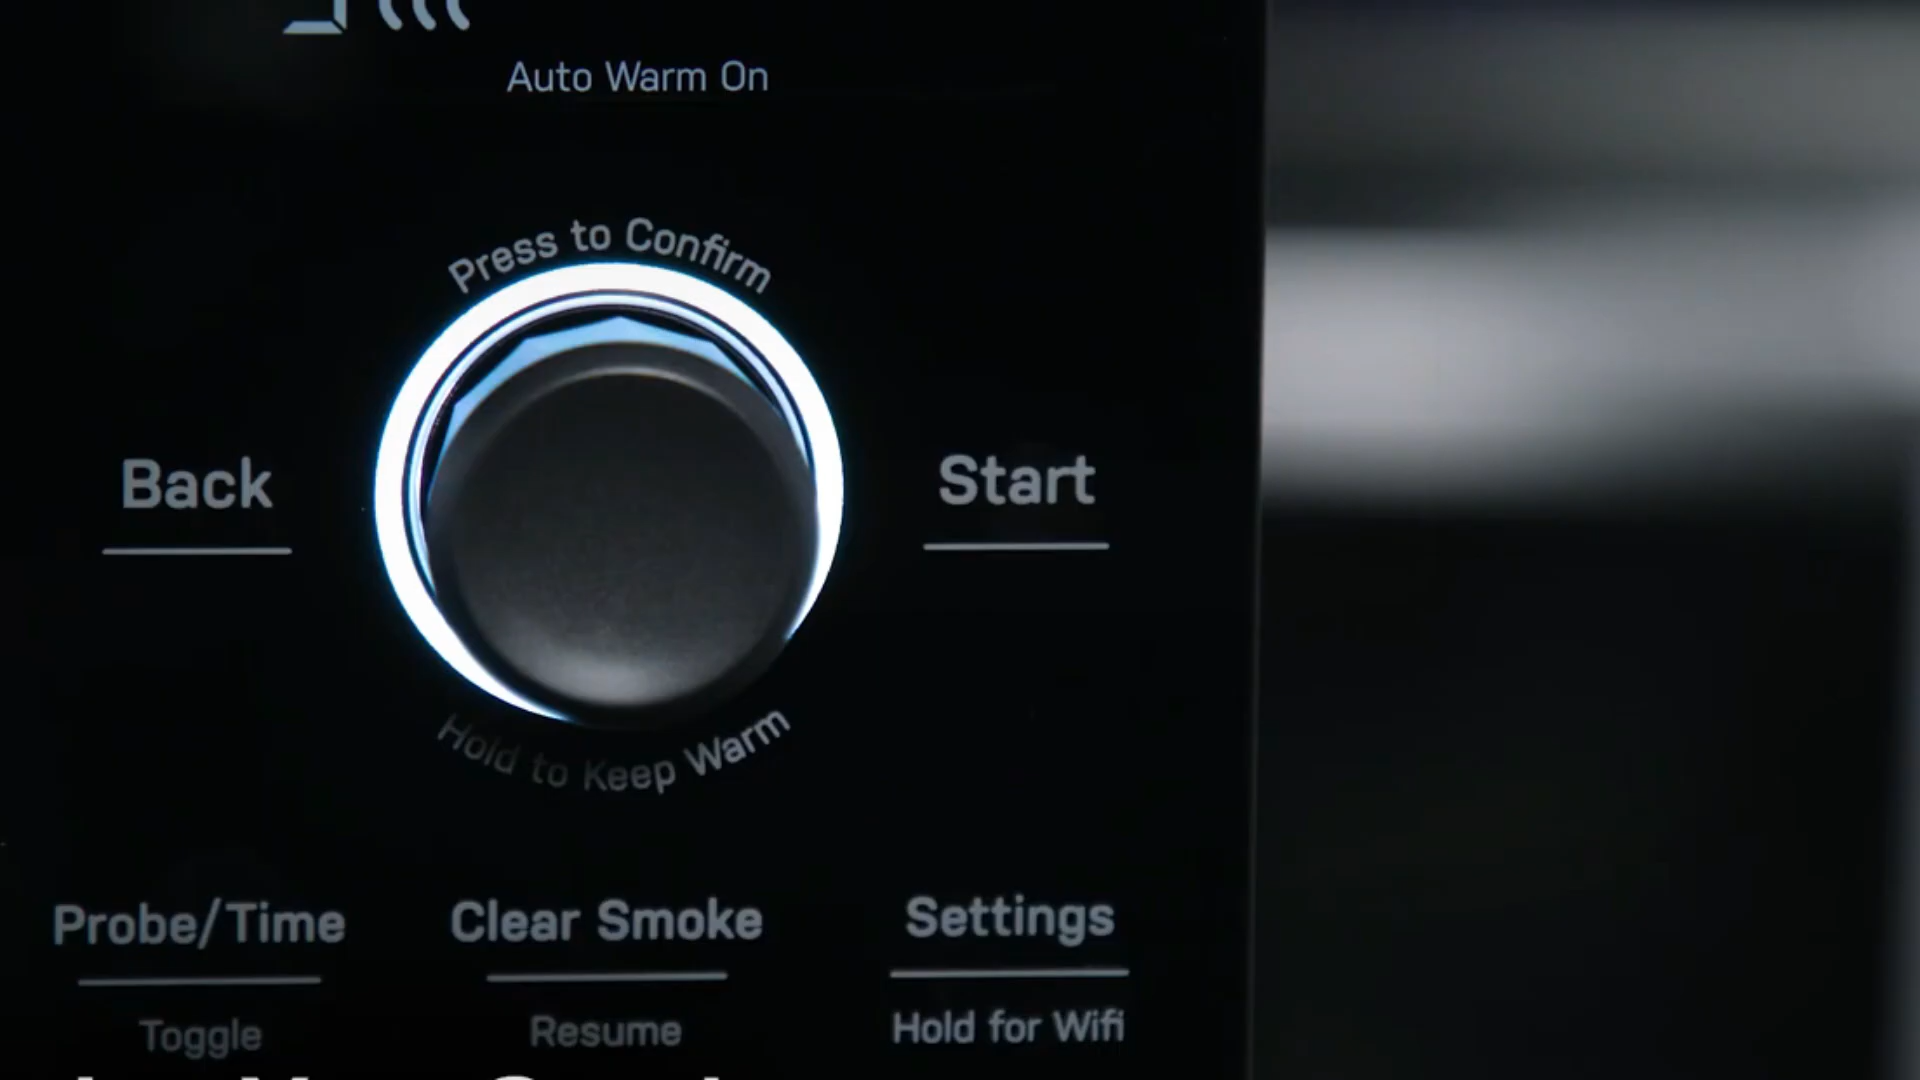 Auto Warm On
Press to Confirm
Back
Start
Hold to Keep Warm
Probe/Time
Clear Smoke
Settings
Toggle
Resume
Hold for Wifi